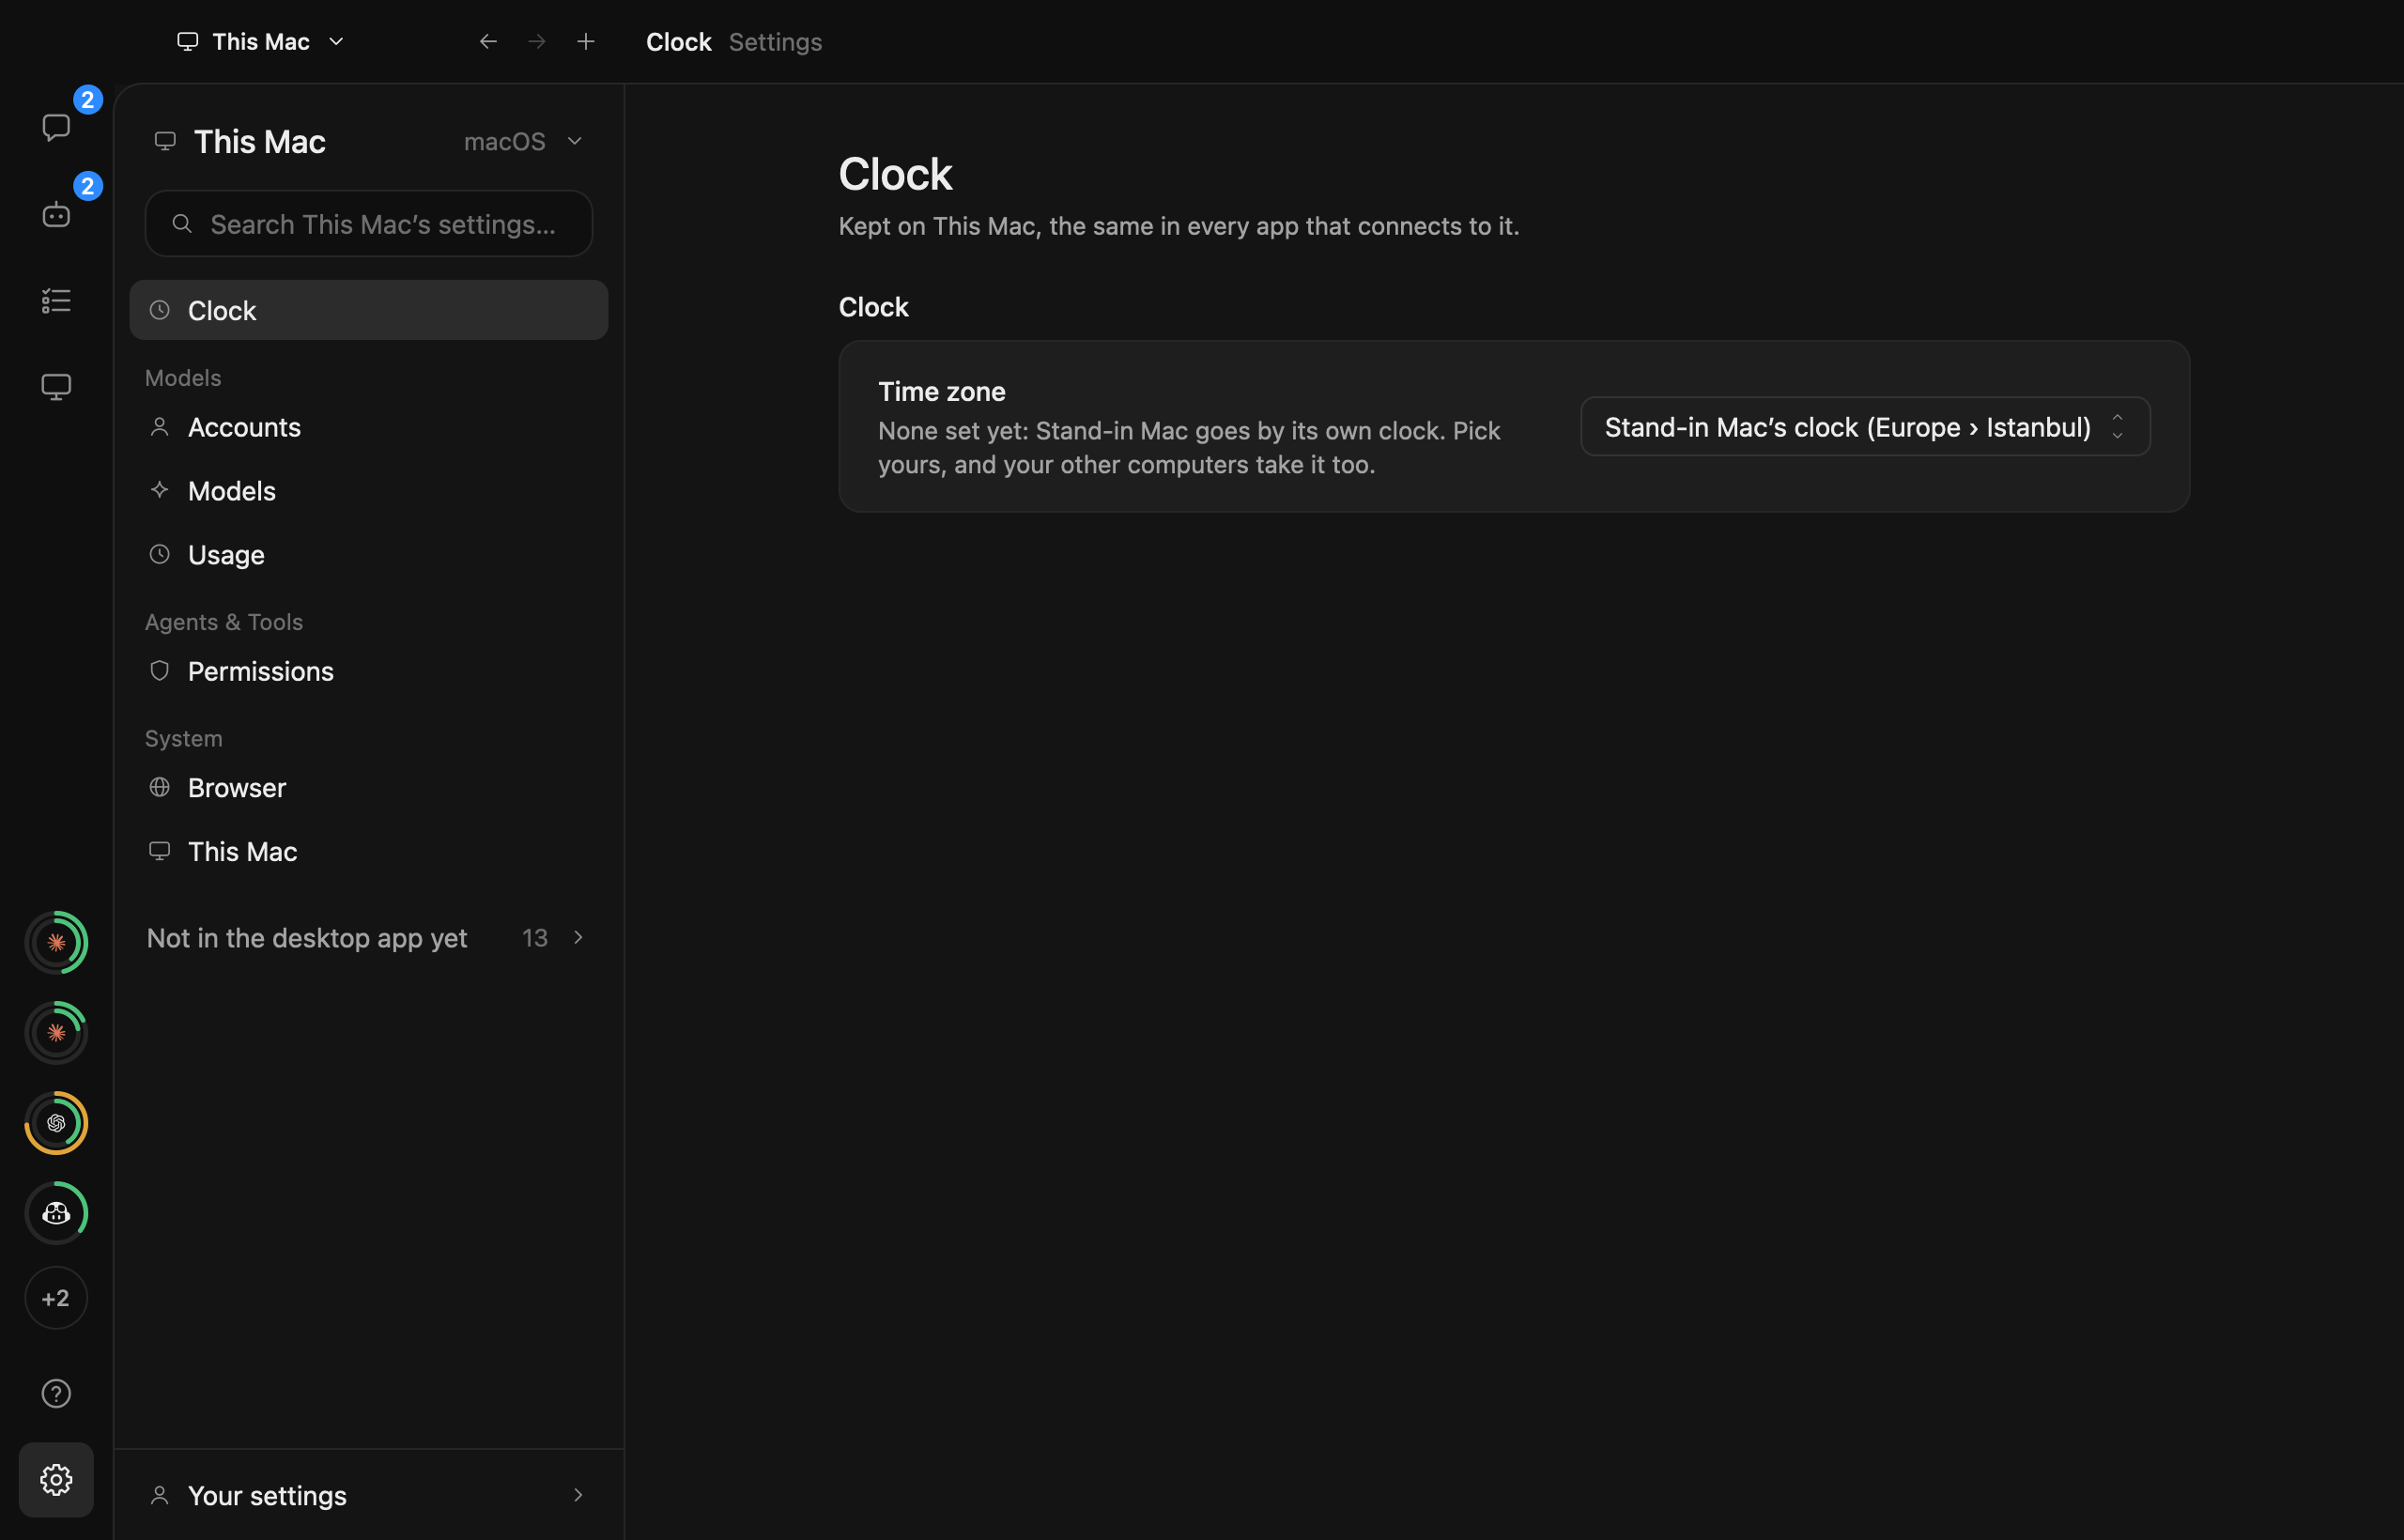 This Mac
Clock Settings
2
2
This Mac macOS
Search This Mac’s settings...
Clock
Models
Accounts
Models
Usage
Agents & Tools
Permissions
System
Browser
This Mac
Not in the desktop app yet 13
+2
Your settings
Clock
Kept on This Mac, the same in every app that connects to it.
Clock
Time zone
None set yet: Stand-in Mac goes by its own clock. Pick
yours, and your other computers take it too.
Stand-in Mac’s clock (Europe › Istanbul)